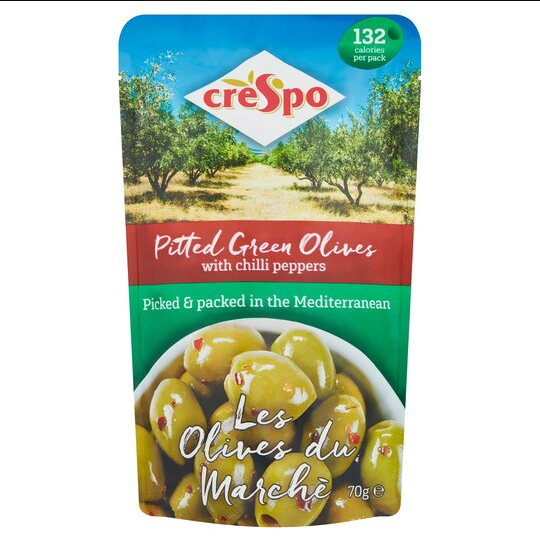 132
calories
per pack
creSpo
Pitted Green Olives
with chilli peppers
Picked & packed in the Mediterranean
Les
Olives du
Marchè
70g ℮